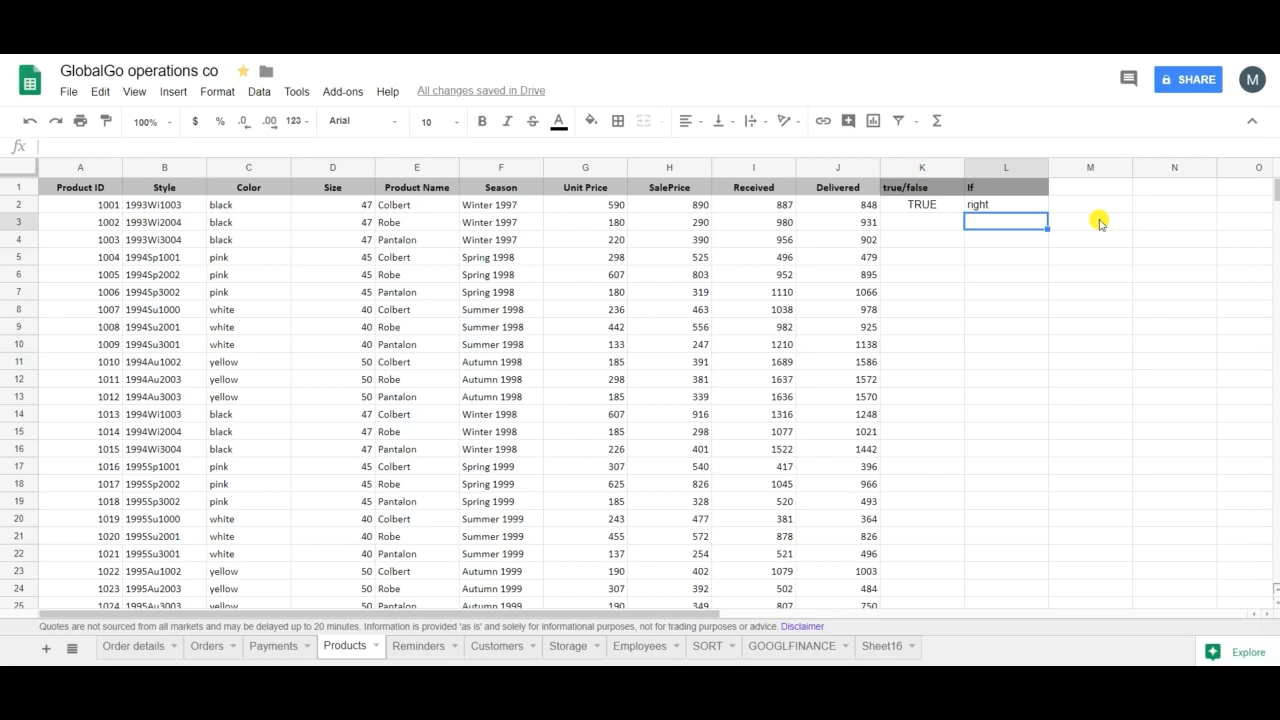 GlobalGo operations co
File Edit View Insert Format Data Tools Add-ons Help All changes saved in Drive
SHARE M
100% $ % .0 .00 123 Arial 10 B I S A
fx
A B C D E F G H I J K L M N O
1 Product ID Style Color Size Product Name Season Unit Price SalePrice Received Delivered true/false If
2 1001 1993Wi1003 black 47 Colbert Winter 1997 590 890 887 848 TRUE right
3 1002 1993Wi2004 black 47 Robe Winter 1997 180 290 980 931
4 1003 1993Wi3004 black 47 Pantalon Winter 1997 220 390 956 902
5 1004 1994Sp1001 pink 45 Colbert Spring 1998 298 525 496 479
6 1005 1994Sp2002 pink 45 Robe Spring 1998 607 803 952 895
7 1006 1994Sp3002 pink 45 Pantalon Spring 1998 180 319 1110 1066
8 1007 1994Su1000 white 40 Colbert Summer 1998 236 463 1038 978
9 1008 1994Su2001 white 40 Robe Summer 1998 442 556 982 925
10 1009 1994Su3001 white 40 Pantalon Summer 1998 133 247 1210 1138
11 1010 1994Au1002 yellow 50 Colbert Autumn 1998 185 391 1689 1586
12 1011 1994Au2003 yellow 50 Robe Autumn 1998 298 381 1637 1572
13 1012 1994Au3003 yellow 50 Pantalon Autumn 1998 185 339 1636 1570
14 1013 1994Wi1003 black 47 Colbert Winter 1998 607 916 1316 1248
15 1014 1994Wi2004 black 47 Robe Winter 1998 185 298 1077 1021
16 1015 1994Wi3004 black 47 Pantalon Winter 1998 226 401 1522 1442
17 1016 1995Sp1001 pink 45 Colbert Spring 1999 307 540 417 396
18 1017 1995Sp2002 pink 45 Robe Spring 1999 625 826 1045 966
19 1018 1995Sp3002 pink 45 Pantalon Spring 1999 185 328 520 493
20 1019 1995Su1000 white 40 Colbert Summer 1999 243 477 381 364
21 1020 1995Su2001 white 40 Robe Summer 1999 455 572 878 826
22 1021 1995Su3001 white 40 Pantalon Summer 1999 137 254 521 496
23 1022 1995Au1002 yellow 50 Colbert Autumn 1999 190 402 1079 1003
24 1023 1995Au2003 yellow 50 Robe Autumn 1999 307 392 502 484
25 1024 1995Au3003 yellow 50 Pantalon Autumn 1999 190 349 807 750
Quotes are not sourced from all markets and may be delayed up to 20 minutes. Information is provided 'as is' and solely for informational purposes, not for trading purposes or advice. Disclaimer
Order details Orders Payments Products Reminders Customers Storage Employees SORT GOOGLFINANCE Sheet16 Explore